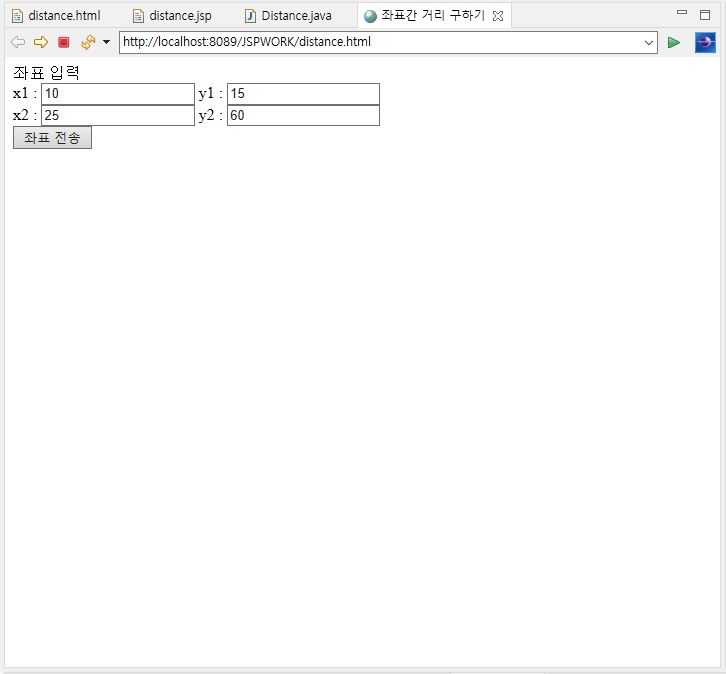 distance.html distance.jsp Distance.java 좌표간 거리 구하기
http://localhost:8089/JSPWORK/distance.html
좌표 입력
x1 : 10 y1 : 15
x2 : 25 y2 : 60
좌표 전송